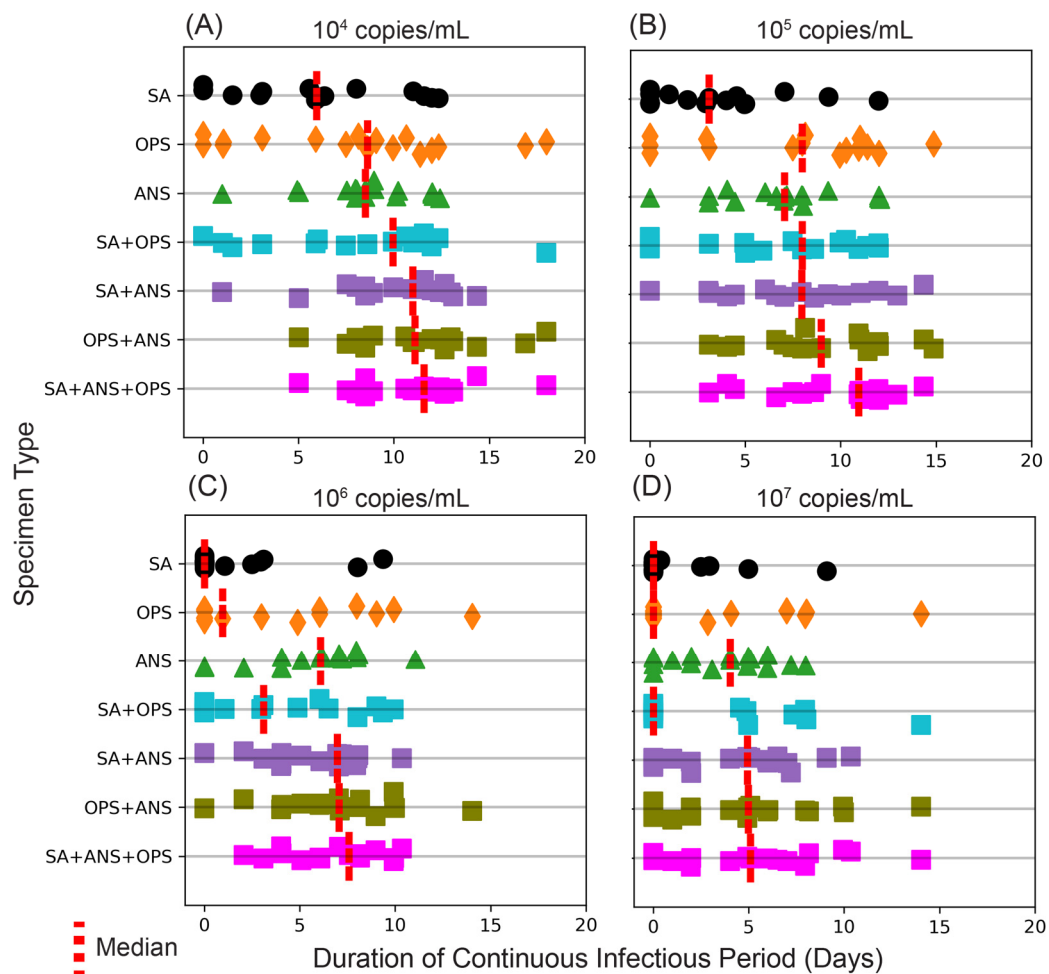 (A) 10⁴ copies/mL
SA
OPS
ANS
SA+OPS
SA+ANS
OPS+ANS
SA+ANS+OPS
0 5 10 15 20
(B) 10⁵ copies/mL
0 5 10 15 20
(C) 10⁶ copies/mL
SA
OPS
ANS
SA+OPS
SA+ANS
OPS+ANS
SA+ANS+OPS
0 5 10 15 20
(D) 10⁷ copies/mL
0 5 10 15 20
Specimen Type
Median
Duration of Continuous Infectious Period (Days)